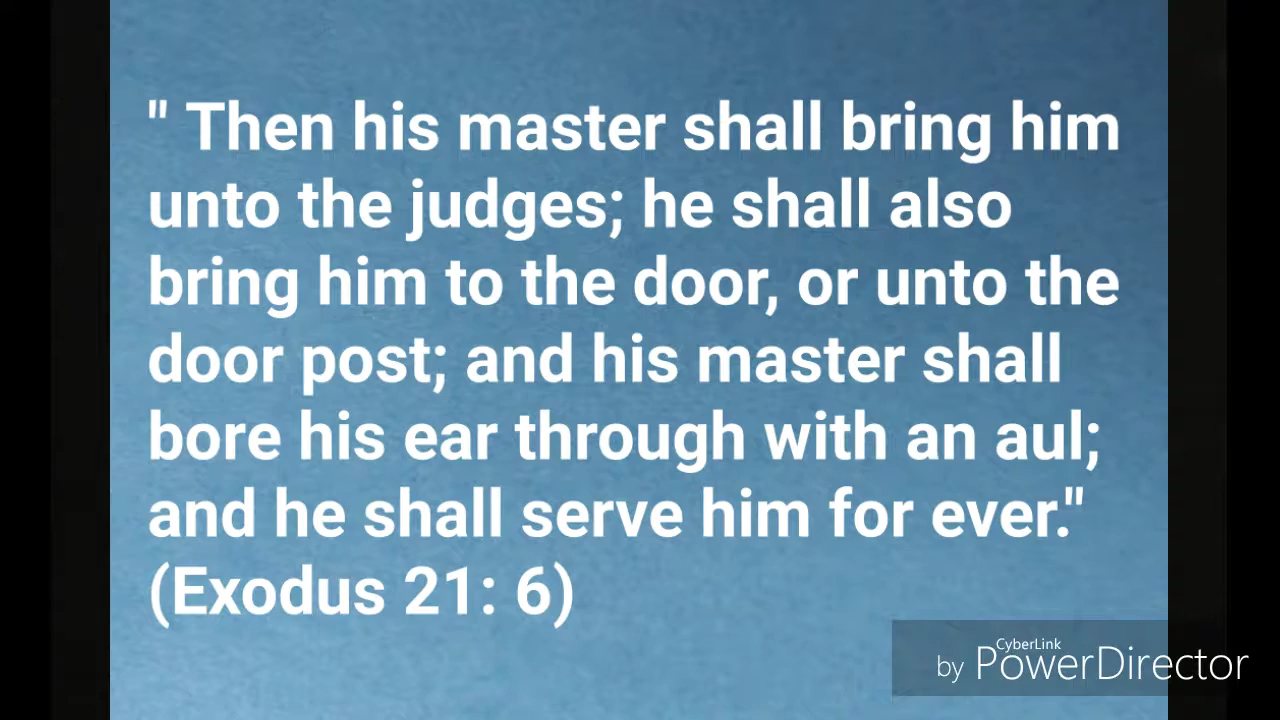 " Then his master shall bring him
unto the judges; he shall also
bring him to the door, or unto the
door post; and his master shall
bore his ear through with an aul;
and he shall serve him for ever."
(Exodus 21: 6)
CyberLink
by PowerDirector